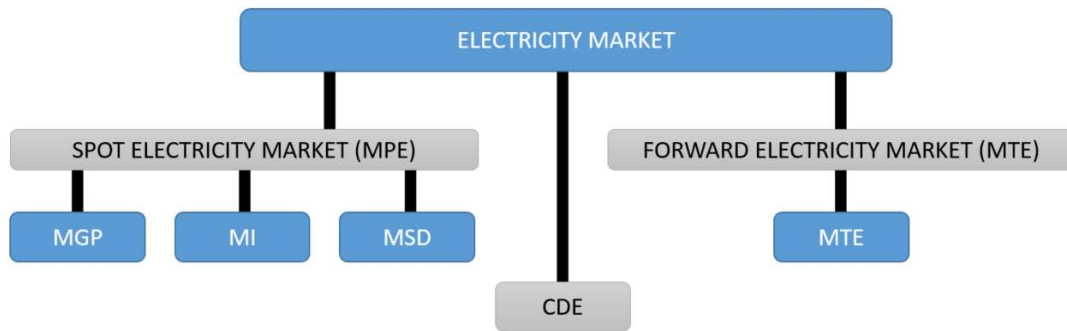 ELECTRICITY MARKET
SPOT ELECTRICITY MARKET (MPE)
FORWARD ELECTRICITY MARKET (MTE)
MGP
MI
MSD
MTE
CDE